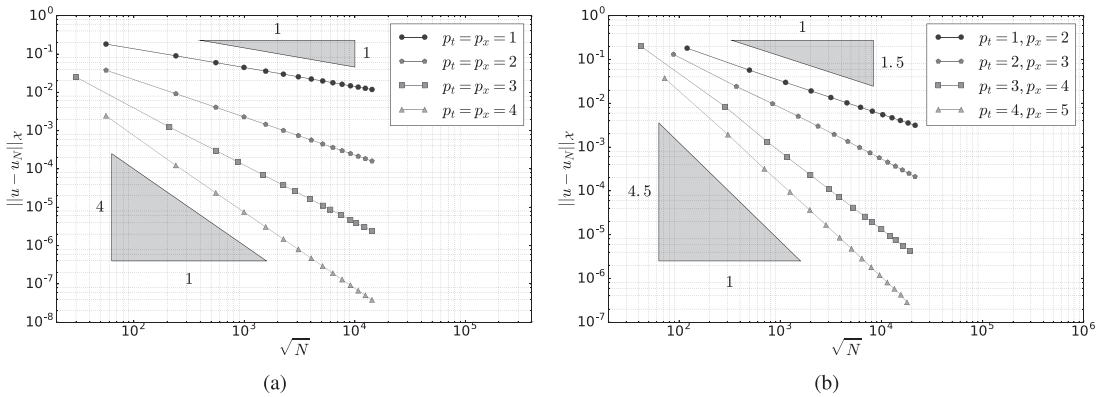 10^0
10^-1
10^-2
10^-3
10^-4
10^-5
10^-6
10^-7
10^-8
||u − u_N||_𝒳
10^2
10^3
10^4
10^5
√N
1
1
4
1
p_t = p_x = 1
p_t = p_x = 2
p_t = p_x = 3
p_t = p_x = 4
(a)
10^0
10^-1
10^-2
10^-3
10^-4
10^-5
10^-6
10^-7
||u − u_N||_𝒳
10^2
10^3
10^4
10^5
10^6
√N
1
1.5
4.5
1
p_t = 1, p_x = 2
p_t = 2, p_x = 3
p_t = 3, p_x = 4
p_t = 4, p_x = 5
(b)